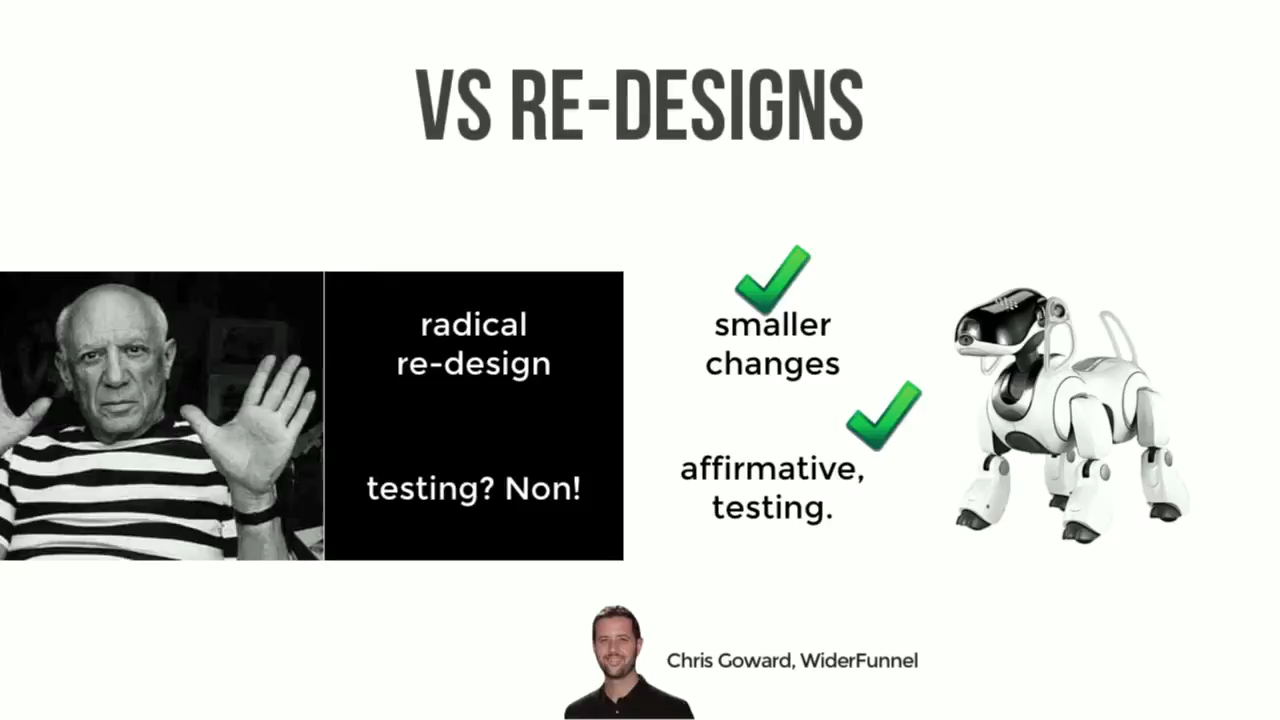 VS RE-DESIGNS
radical
re-design
testing? Non!
smaller
changes
affirmative,
testing.
Chris Goward, WiderFunnel